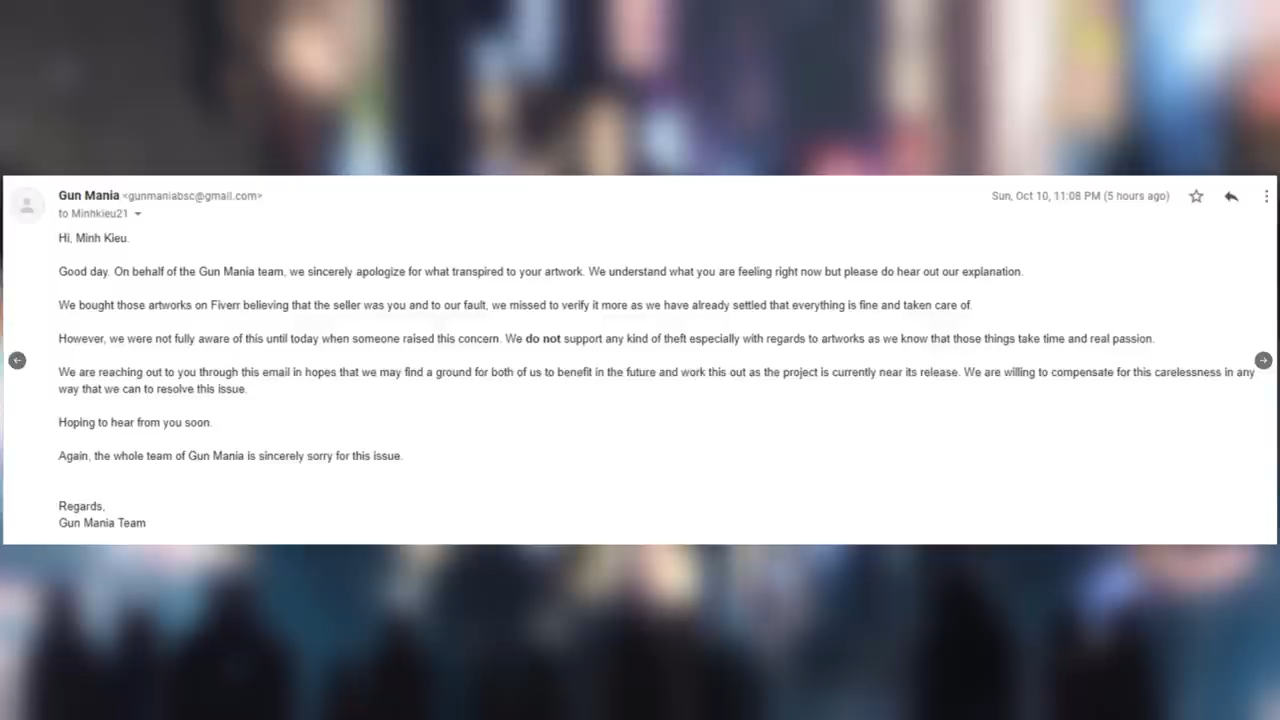 Gun Mania <gunmaniabsc@gmail.com>
Sun, Oct 10, 11:08 PM (5 hours ago)
to Minhkieu21
Hi, Minh Kieu.
Good day. On behalf of the Gun Mania team, we sincerely apologize for what transpired to your artwork. We understand what you are feeling right now but please do hear out our explanation.
We bought those artworks on Fiverr believing that the seller was you and to our fault, we missed to verify it more as we have already settled that everything is fine and taken care of.
However, we were not fully aware of this until today when someone raised this concern. We do not support any kind of theft especially with regards to artworks as we know that those things take time and real passion.
We are reaching out to you through this email in hopes that we may find a ground for both of us to benefit in the future and work this out as the project is currently near its release. We are willing to compensate for this carelessness in any
way that we can to resolve this issue.
Hoping to hear from you soon.
Again, the whole team of Gun Mania is sincerely sorry for this issue.
Regards,
Gun Mania Team